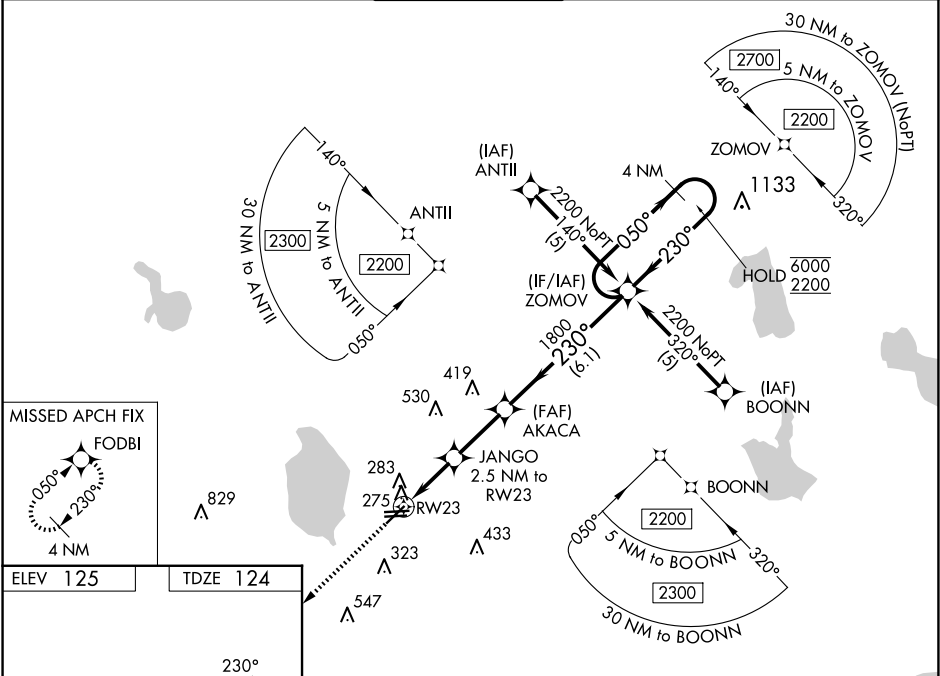 30 NM to ZOMOV (NoPT)
2700
5 NM to ZOMOV
140°
2200
ZOMOV
320°
1133
(IAF)
ANTII
4 NM
2200 NoPT
140°
(5)
050°
230°
HOLD 6000
2200
(IF/IAF)
ZOMOV
140°
ANTII
30 NM to ANTII
2300
5 NM to ANTII
2200
050°
1800
230°
(6.1)
2200 NoPT
320°
(5)
(IAF)
BOONN
419
530
(FAF)
AKACA
JANGO
2.5 NM to
RW23
283
275
RW23
829
323
433
547
MISSED APCH FIX
FODBI
050°
230°
4 NM
BOONN
050°
2200
5 NM to BOONN
320°
2300
30 NM to BOONN
ELEV 125
TDZE 124
230°